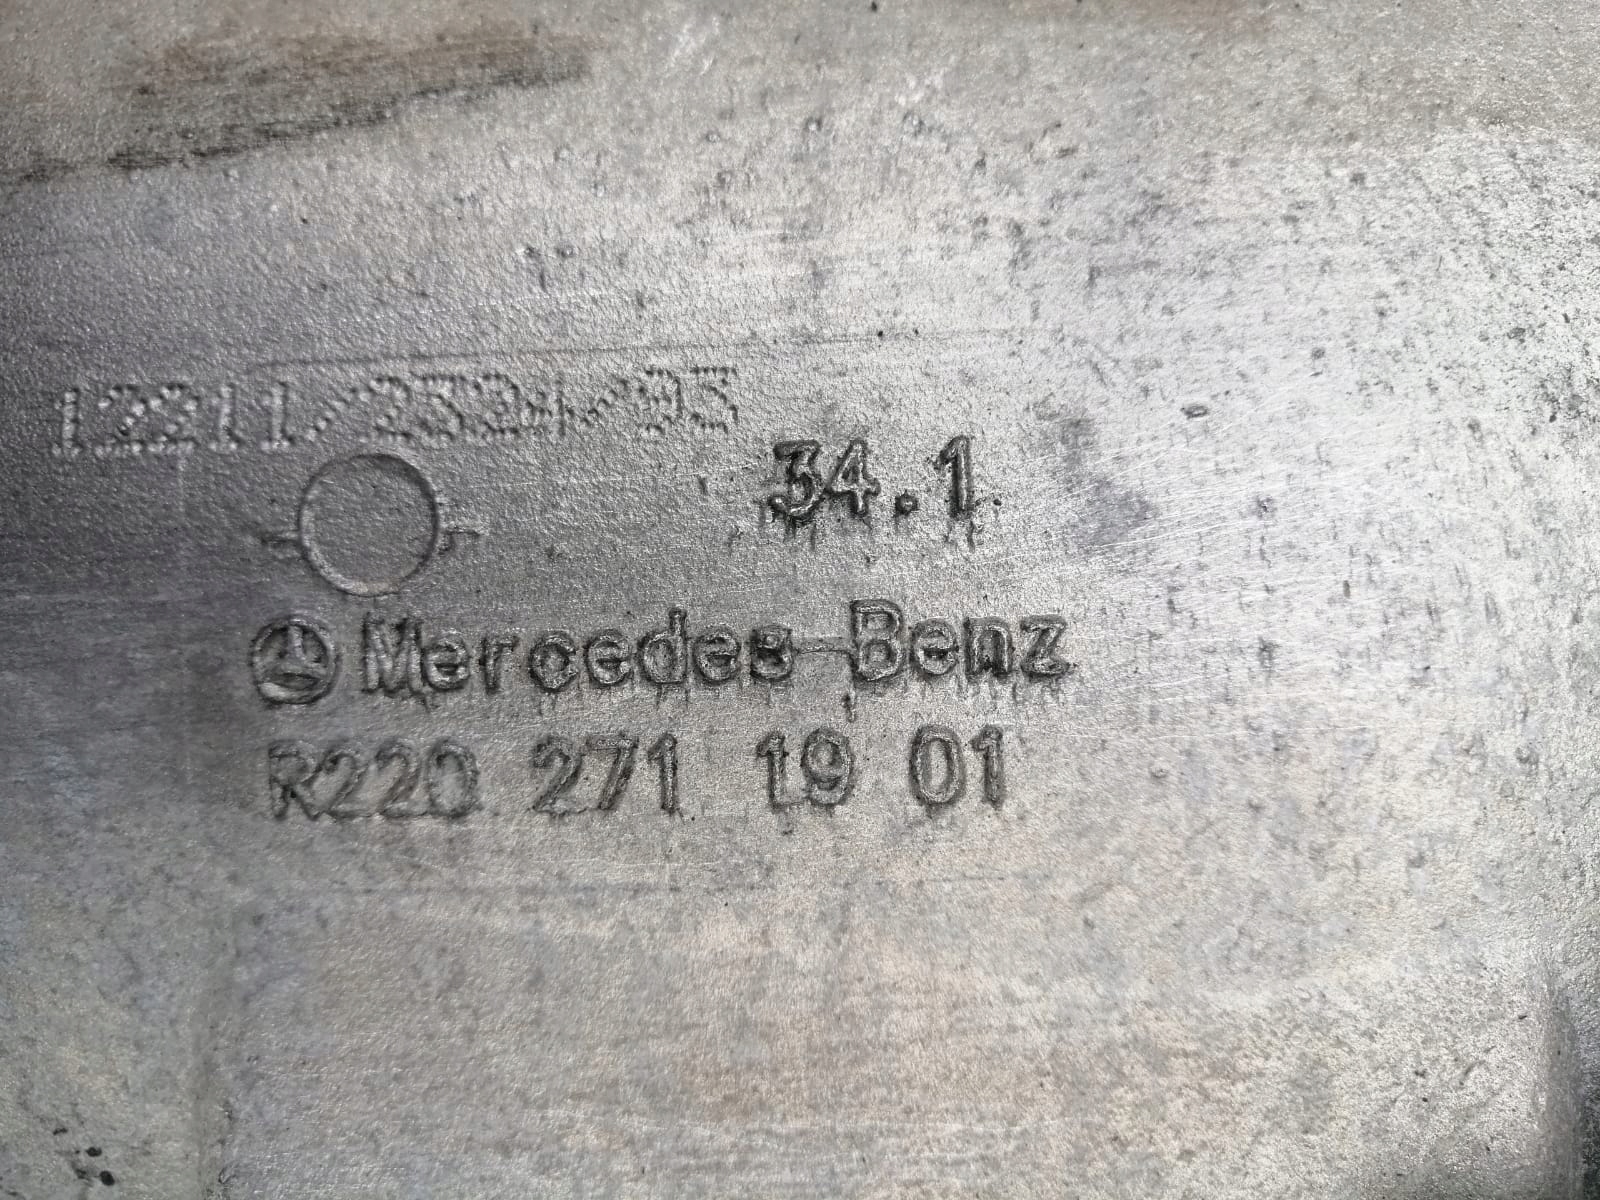 34.1
Mercedes-Benz
R220 271 19 01